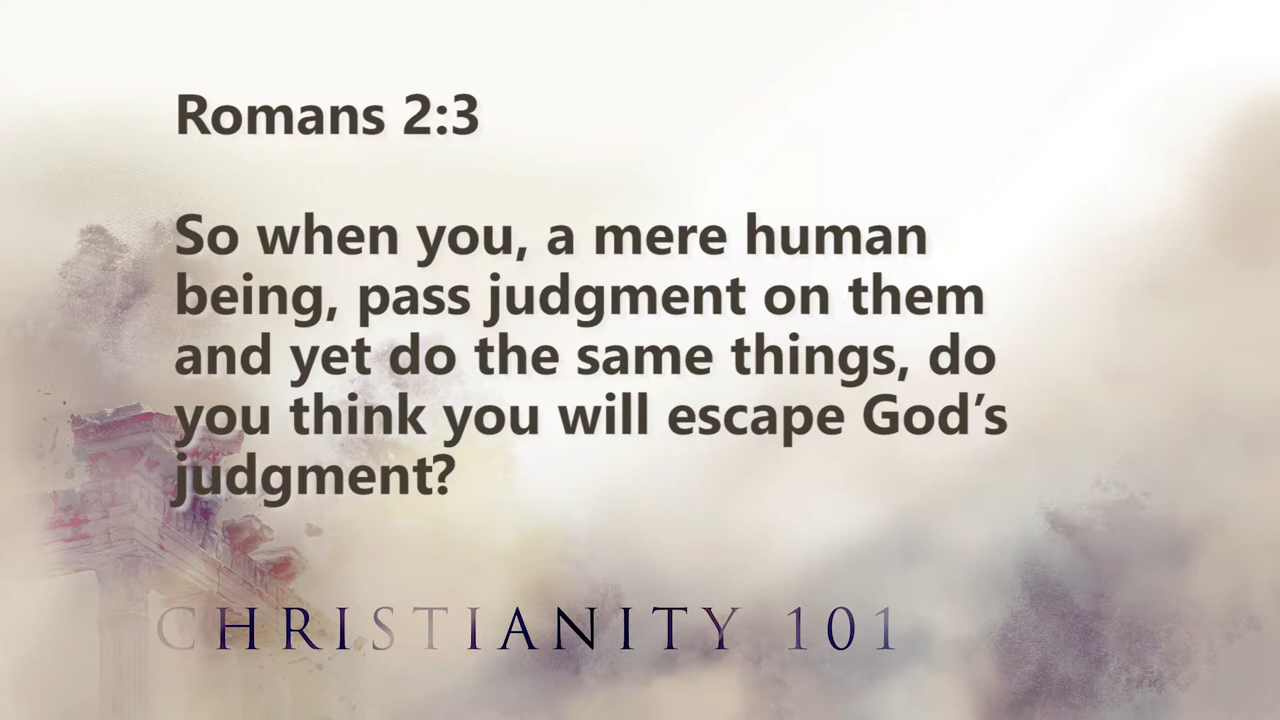 Romans 2:3
So when you, a mere human
being, pass judgment on them
and yet do the same things, do
you think you will escape God’s
judgment?
CHRISTIANITY 101